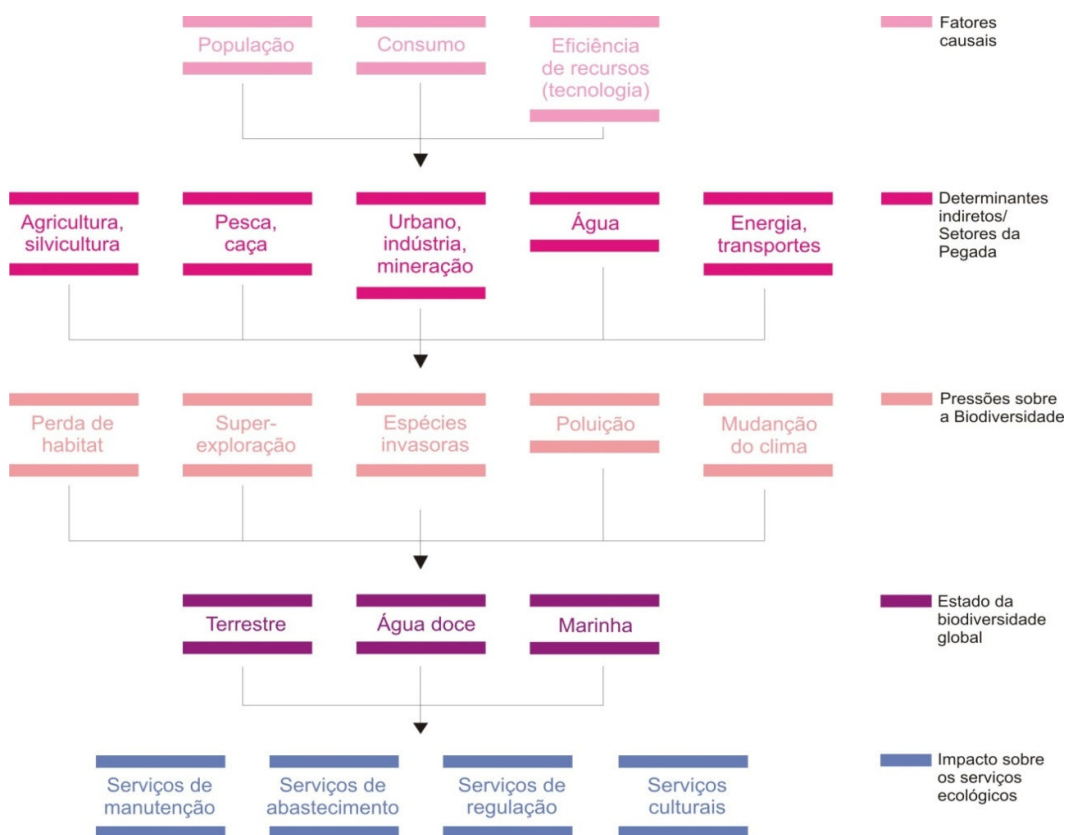 População
Consumo
Eficiência
de recursos
(tecnologia)
Fatores
causais
Agricultura,
silvicultura
Pesca,
caça
Urbano,
indústria,
mineração
Água
Energia,
transportes
Determinantes
indiretos/
Setores da
Pegada
Perda de
habitat
Super-
exploração
Espécies
invasoras
Poluição
Mudanção
do clima
Pressões sobre
a Biodiversidade
Terrestre
Água doce
Marinha
Estado da
biodiversidade
global
Serviços de
manutenção
Serviços de
abastecimento
Serviços de
regulação
Serviços
culturais
Impacto sobre
os serviços
ecológicos